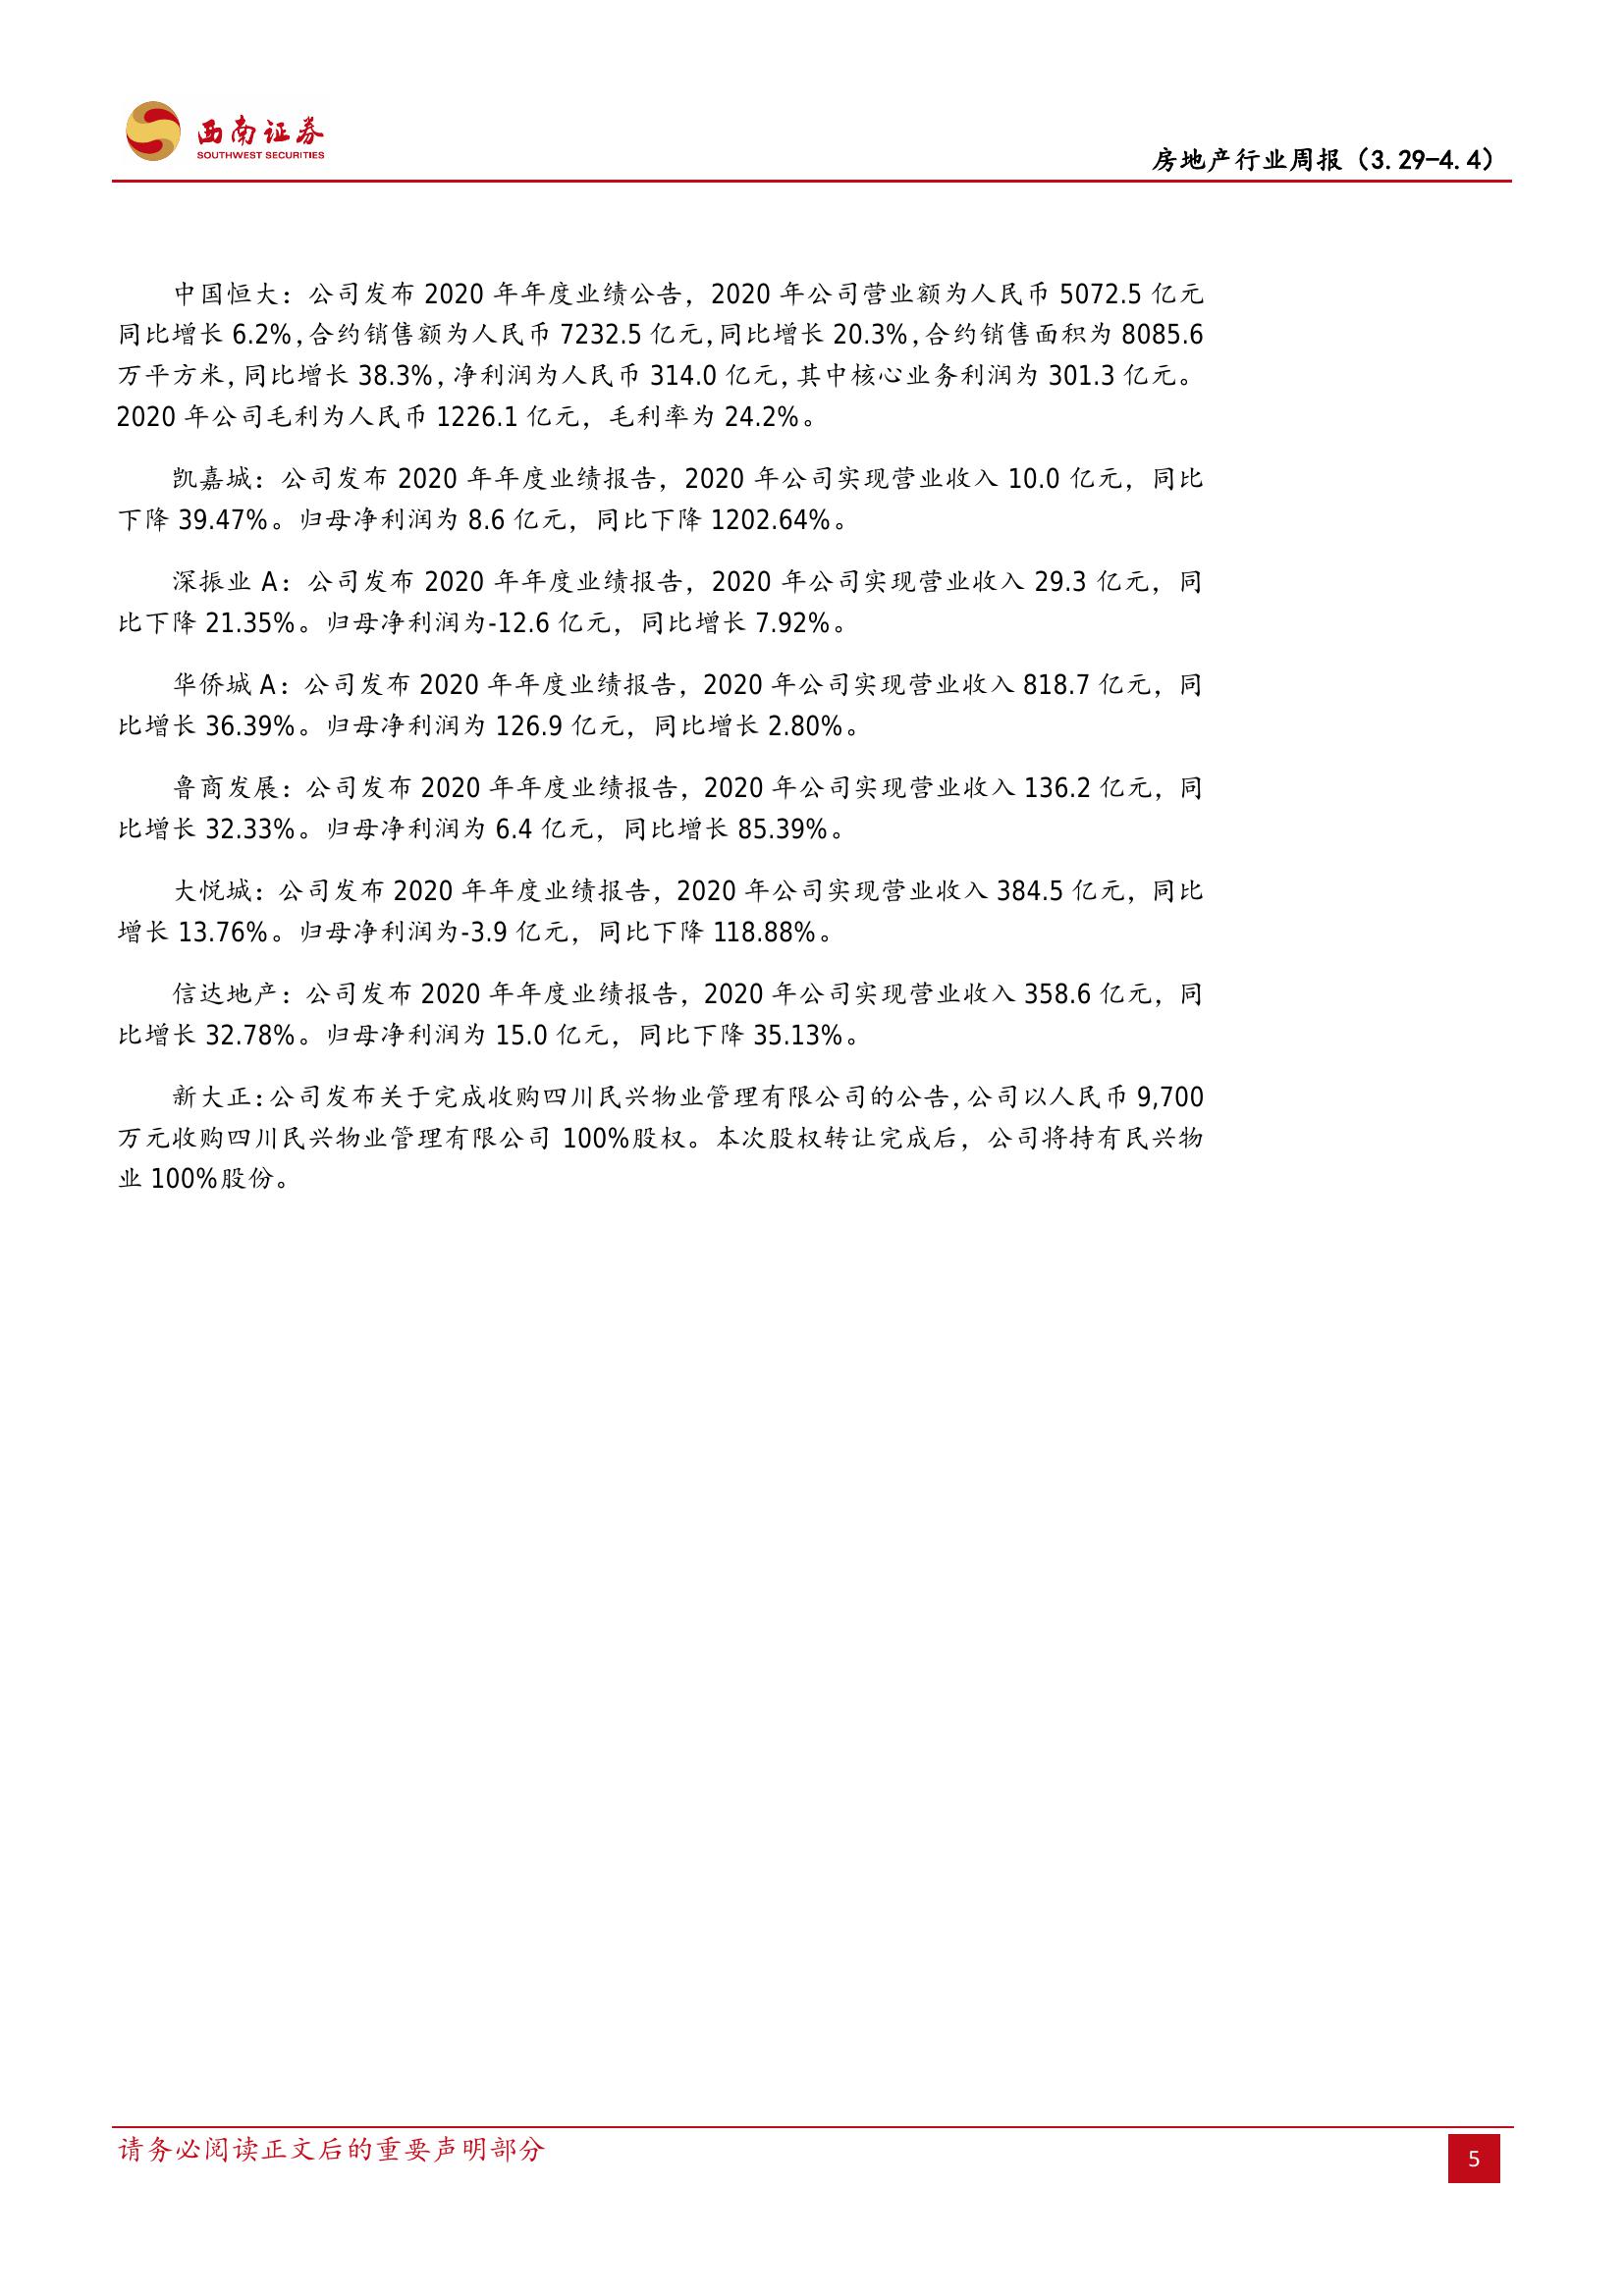 西南证券
SOUTHWEST SECURITIES
房地产行业周报（3.29-4.4）
中国恒大：公司发布 2020 年年度业绩公告，2020 年公司营业额为人民币 5072.5 亿元
同比增长 6.2%，合约销售额为人民币 7232.5 亿元，同比增长 20.3%，合约销售面积为 8085.6
万平方米，同比增长 38.3%，净利润为人民币 314.0 亿元，其中核心业务利润为 301.3 亿元。
2020 年公司毛利为人民币 1226.1 亿元，毛利率为 24.2%。
凯嘉城：公司发布 2020 年年度业绩报告，2020 年公司实现营业收入 10.0 亿元，同比
下降 39.47%。归母净利润为 8.6 亿元，同比下降 1202.64%。
深振业 A：公司发布 2020 年年度业绩报告，2020 年公司实现营业收入 29.3 亿元，同
比下降 21.35%。归母净利润为-12.6 亿元，同比增长 7.92%。
华侨城 A：公司发布 2020 年年度业绩报告，2020 年公司实现营业收入 818.7 亿元，同
比增长 36.39%。归母净利润为 126.9 亿元，同比增长 2.80%。
鲁商发展：公司发布 2020 年年度业绩报告，2020 年公司实现营业收入 136.2 亿元，同
比增长 32.33%。归母净利润为 6.4 亿元，同比增长 85.39%。
大悦城：公司发布 2020 年年度业绩报告，2020 年公司实现营业收入 384.5 亿元，同比
增长 13.76%。归母净利润为-3.9 亿元，同比下降 118.88%。
信达地产：公司发布 2020 年年度业绩报告，2020 年公司实现营业收入 358.6 亿元，同
比增长 32.78%。归母净利润为 15.0 亿元，同比下降 35.13%。
新大正：公司发布关于完成收购四川民兴物业管理有限公司的公告，公司以人民币 9,700
万元收购四川民兴物业管理有限公司 100%股权。本次股权转让完成后，公司将持有民兴物
业 100%股份。
请务必阅读正文后的重要声明部分
5